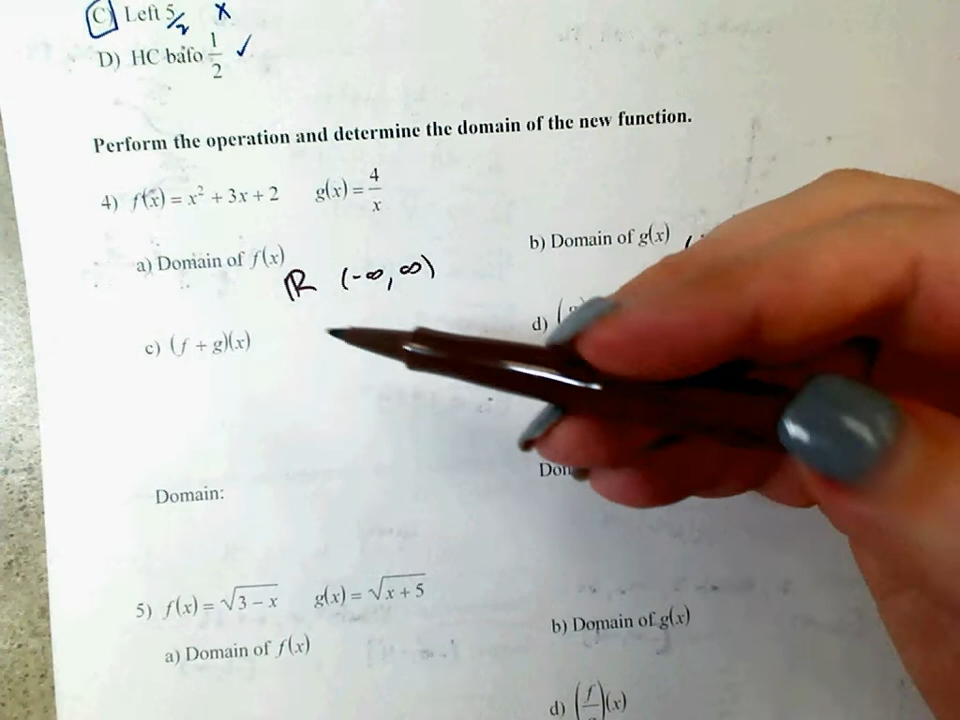 C) Left 5/2 x
D) HC bafo 1/2 ✓
Perform the operation and determine the domain of the new function.
4) f(x) = x² + 3x + 2 g(x) = 4/x
a) Domain of f(x) ℝ (-∞, ∞)
b) Domain of g(x)
c) (f + g)(x)
d)
Domain:
5) f(x) = √(3 − x) g(x) = √(x + 5)
a) Domain of f(x)
b) Domain of g(x)
d)